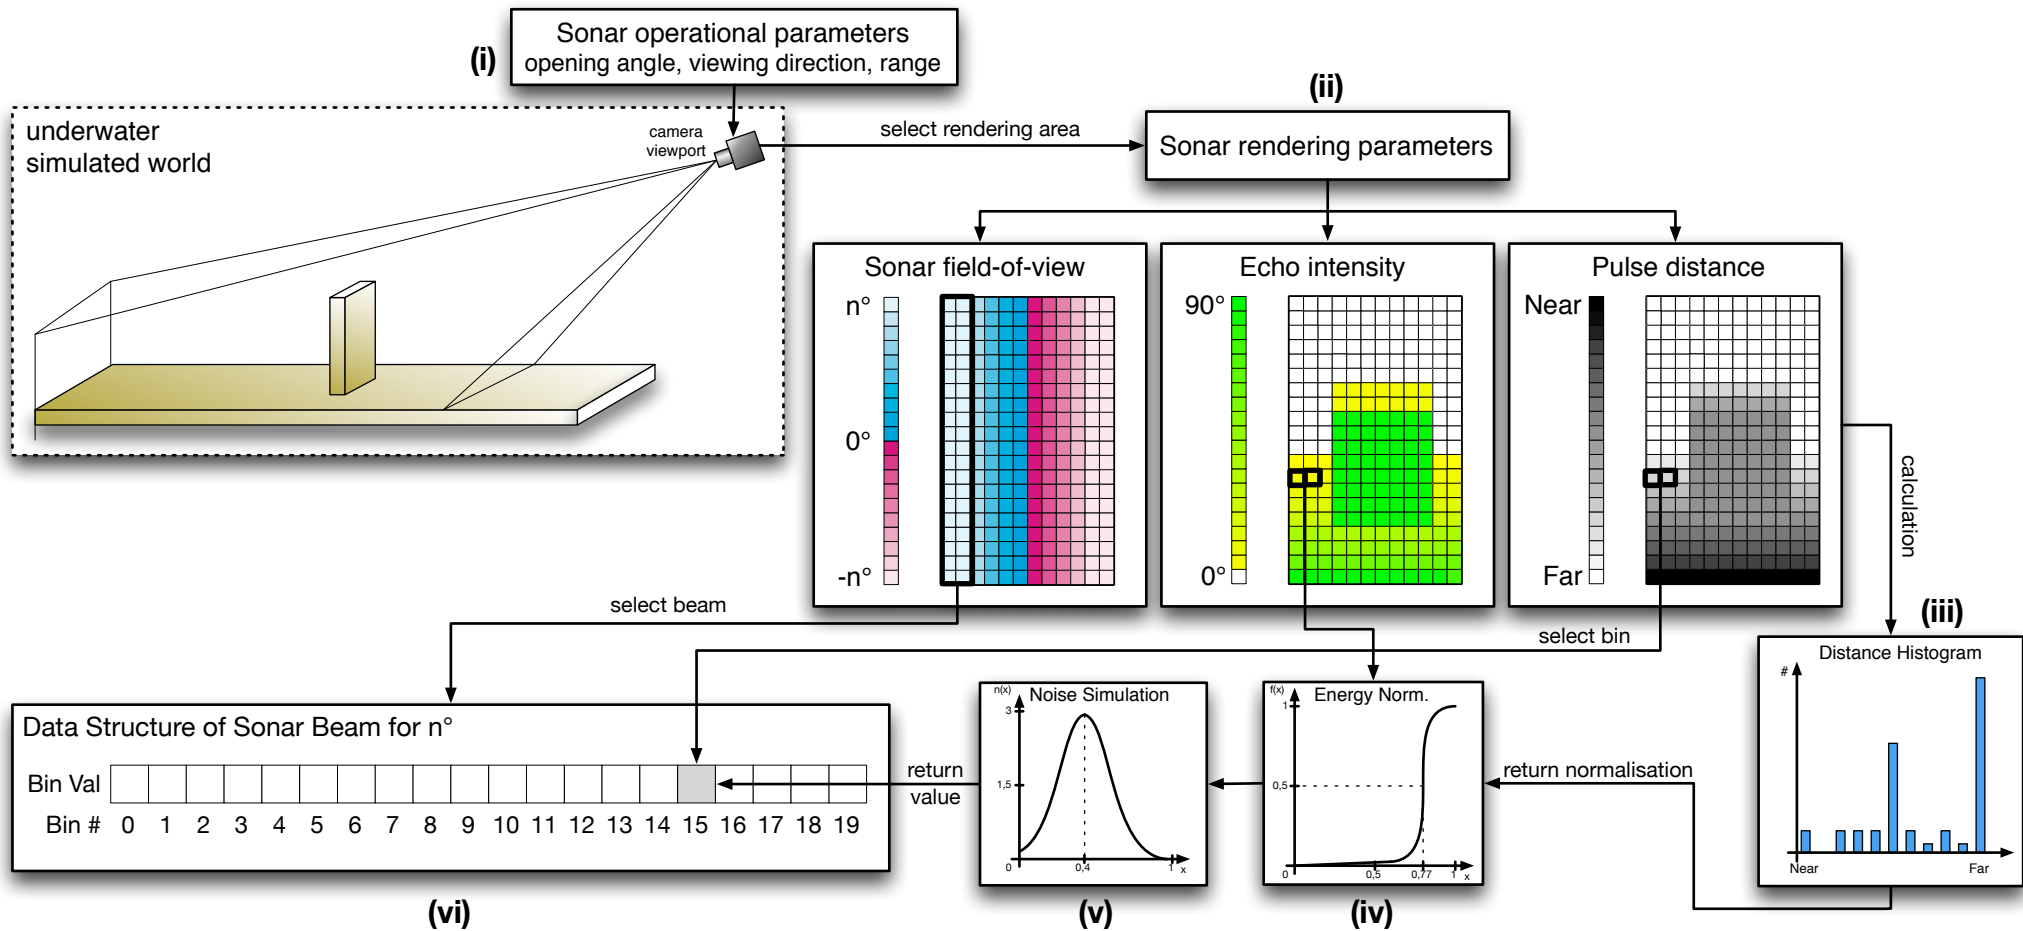 (i)
Sonar operational parameters
opening angle, viewing direction, range
underwater
simulated world
camera
viewport
select rendering area
(ii)
Sonar rendering parameters
Sonar field-of-view
n°
0°
-n°
Echo intensity
90°
0°
Pulse distance
Near
Far
calculation
select beam
select bin
(iii)
Distance Histogram
#
Near
Far
return normalisation
Energy Norm.
f(x)
1
0,5
0
0,5
0,77
1
x
(iv)
Noise Simulation
n(x)
3
1,5
0
0,4
1
x
(v)
return
value
Data Structure of Sonar Beam for n°
Bin Val
Bin # 0 1 2 3 4 5 6 7 8 9 10 11 12 13 14 15 16 17 18 19
(vi)